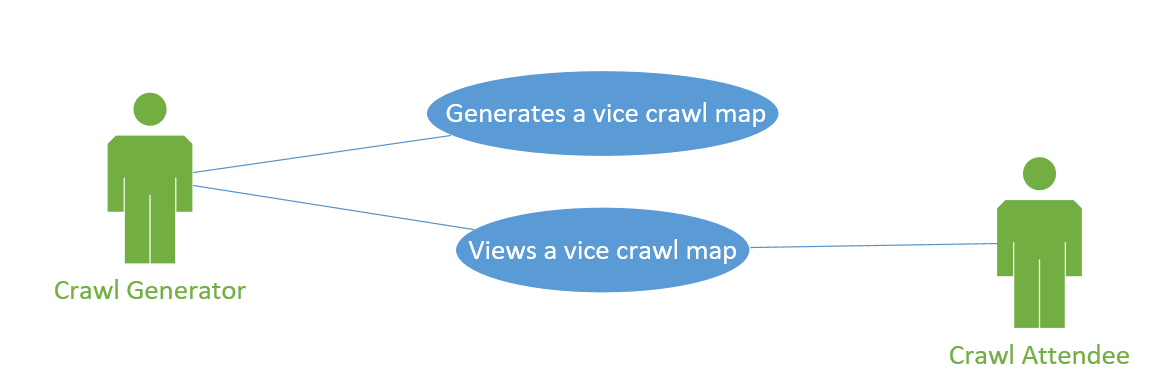 Generates a vice crawl map
Views a vice crawl map
Crawl Generator
Crawl Attendee